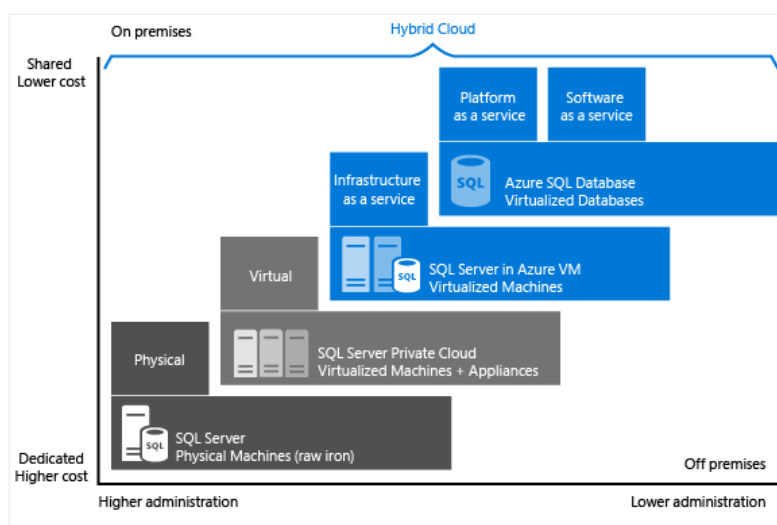 On premises
Hybrid Cloud
Shared
Lower cost
Platform
as a service
Software
as a service
SQL
Azure SQL Database
Virtualized Databases
Infrastructure
as a service
SQL
SQL Server in Azure VM
Virtualized Machines
Virtual
SQL Server Private Cloud
Virtualized Machines + Appliances
Physical
SQL
SQL Server
Physical Machines (raw iron)
Dedicated
Higher cost
Off premises
Higher administration
Lower administration